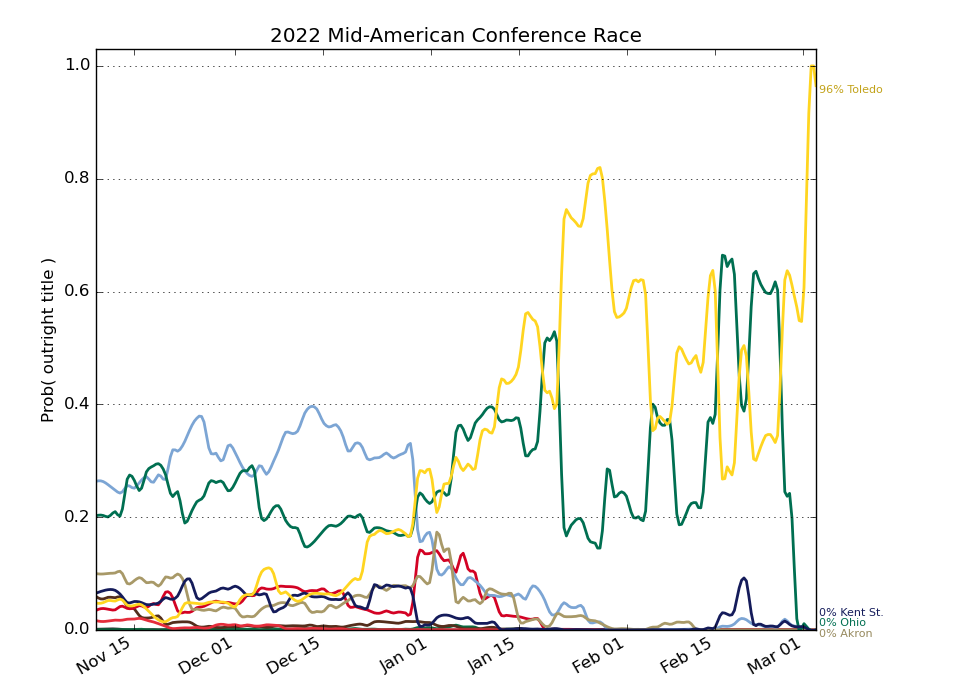 2022 Mid-American Conference Race
1.0
0.8
0.6
0.4
0.2
0.0
Prob( outright title )
96% Toledo
0% Kent St.
0% Ohio
0% Akron
Nov 15
Dec 01
Dec 15
Jan 01
Jan 15
Feb 01
Feb 15
Mar 01